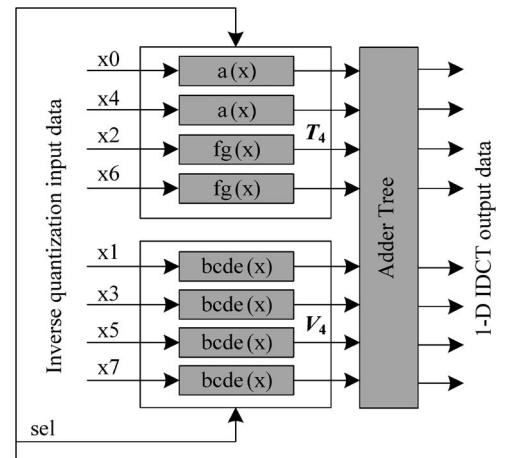 Inverse quantization input data
x0
a(x)
x4
a(x)
x2
fg(x)
x6
fg(x)
T4
x1
bcde(x)
x3
bcde(x)
x5
bcde(x)
x7
bcde(x)
V4
sel
Adder Tree
1-D IDCT output data